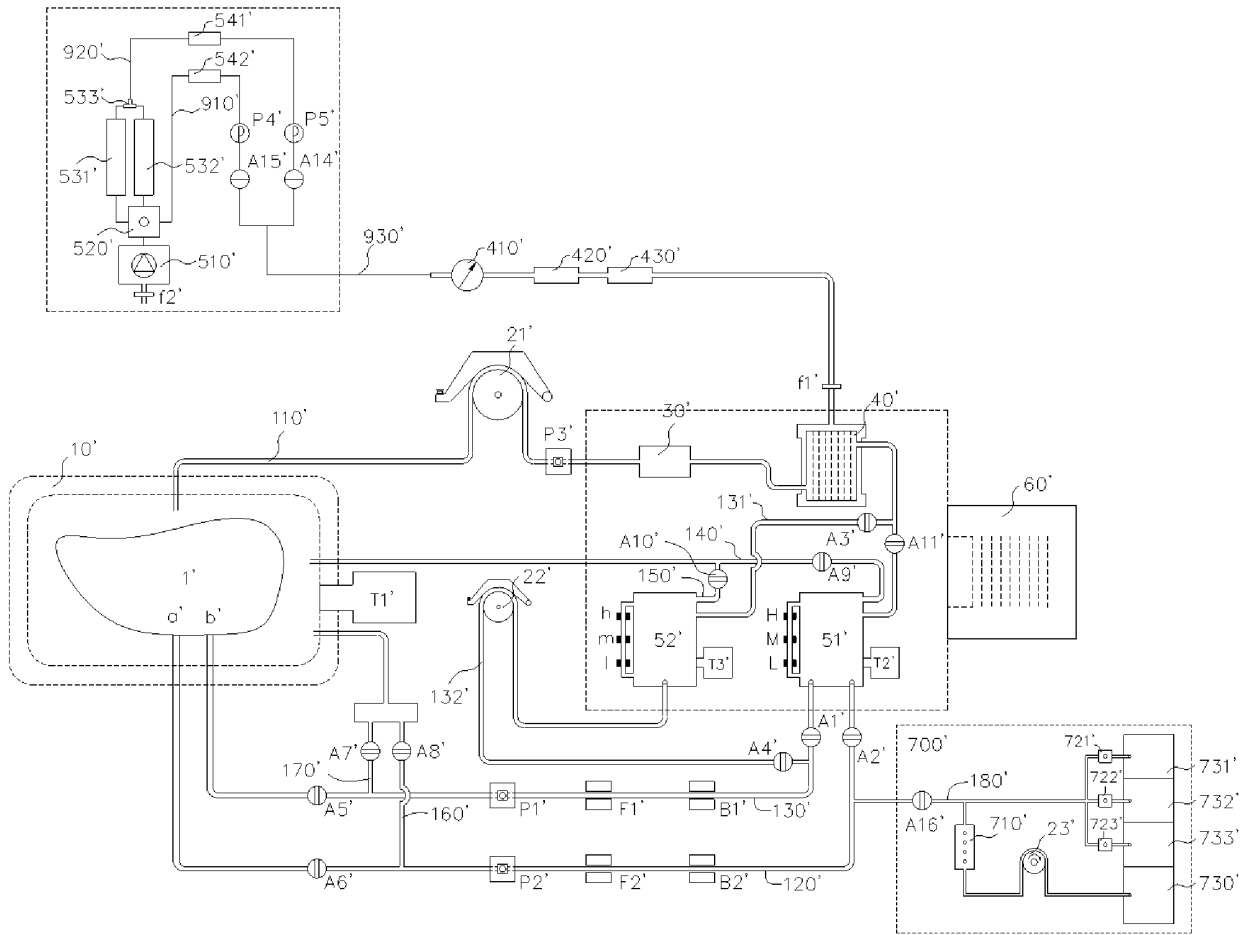 541'
920'
542'
533'
910'
P4'
P5'
A15'
A14'
531'
532'
520'
510'
f2'
930'
410'
420'
430'
f1'
21'
110'
10'
P3'
30'
40'
60'
131'
140'
A10'
A3'
A11'
A9'
150'
1'
a'
b'
T1'
22'
h
m
l
52'
T3'
H
M
L
51'
T2'
132'
A1'
A2'
A4'
A7'
A8'
170'
160'
A5'
P1'
F1'
B1'
130'
A6'
P2'
F2'
B2'
120'
700'
721'
731'
180'
722'
732'
A16'
710'
23'
723'
733'
730'